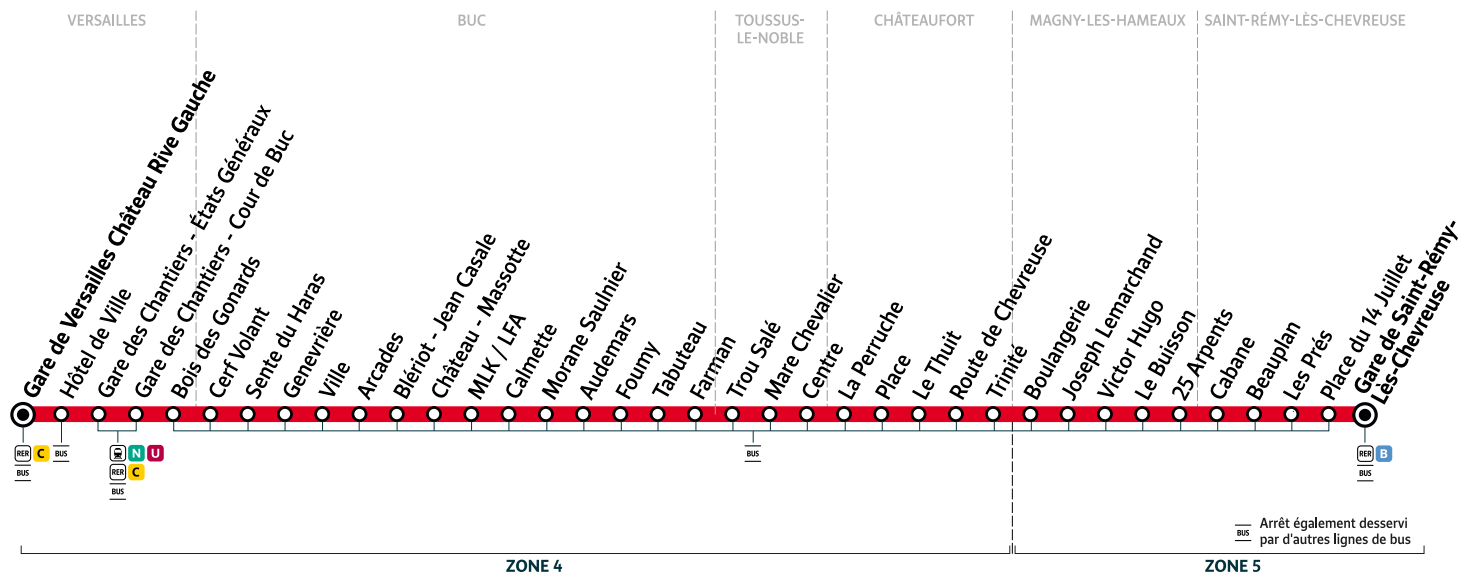 VERSAILLES
BUC
TOUSSUS-
LE-NOBLE
CHÂTEAUFORT
MAGNY-LES-HAMEAUX
SAINT-RÉMY-LÈS-CHEVREUSE
Gare de Versailles Château Rive Gauche
Hôtel de Ville
Gare des Chantiers - États Généraux
Gare des Chantiers - Cour de Buc
Bois des Gonards
Cerf Volant
Sente du Haras
Genevrière
Ville
Arcades
Blériot - Jean Casale
Château - Massotte
MLK / LFA
Calmette
Morane Saulnier
Audemars
Fourny
Tabuteau
Farman
Trou Salé
Mare Chevalier
Centre
La Perruche
Place
Le Thuit
Route de Chevreuse
Trinité
Boulangerie
Joseph Lemarchand
Victor Hugo
Le Buisson
25 Arpents
Cabane
Beauplan
Les Prés
Place du 14 Juillet
Gare de Saint-Rémy-
Lès-Chevreuse
RER C
BUS
BUS
N U
RER C
BUS
BUS
RER B
BUS
BUS
Arrêt également desservi
par d'autres lignes de bus
ZONE 4
ZONE 5